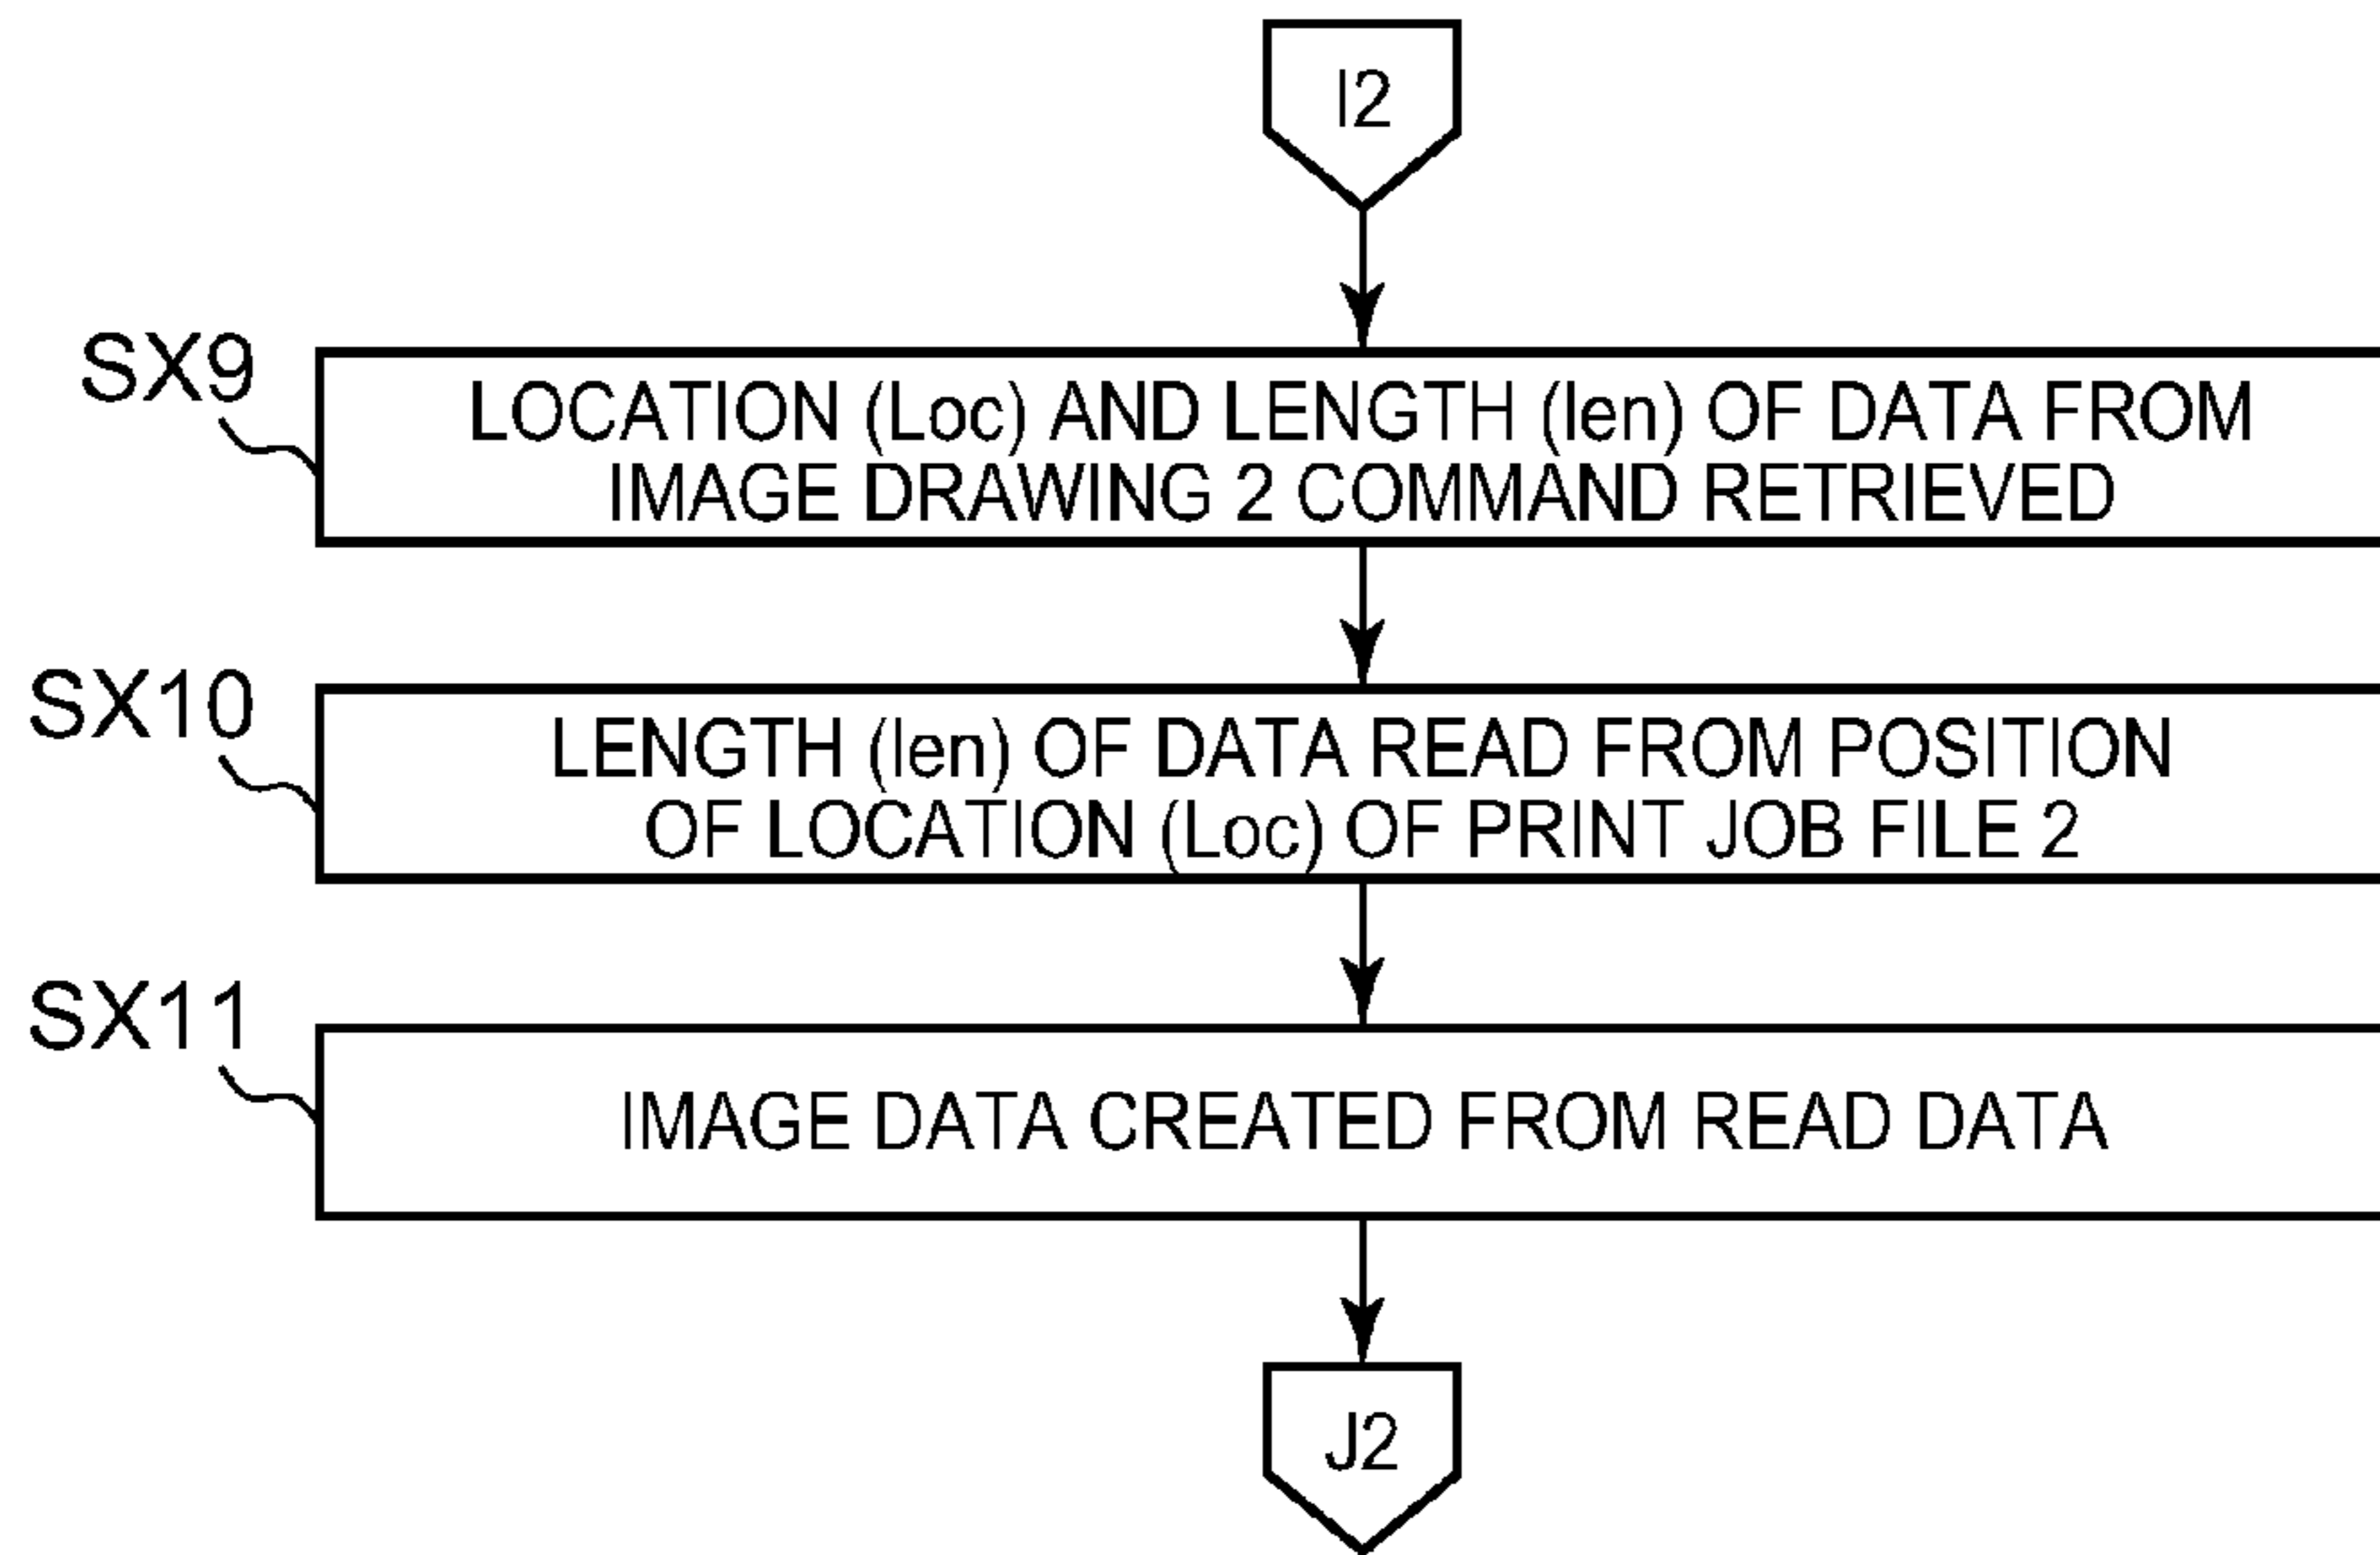 I2
SX9
LOCATION (Loc) AND LENGTH (len) OF DATA FROM
IMAGE DRAWING 2 COMMAND RETRIEVED
SX10
LENGTH (len) OF DATA READ FROM POSITION
OF LOCATION (Loc) OF PRINT JOB FILE 2
SX11
IMAGE DATA CREATED FROM READ DATA
J2